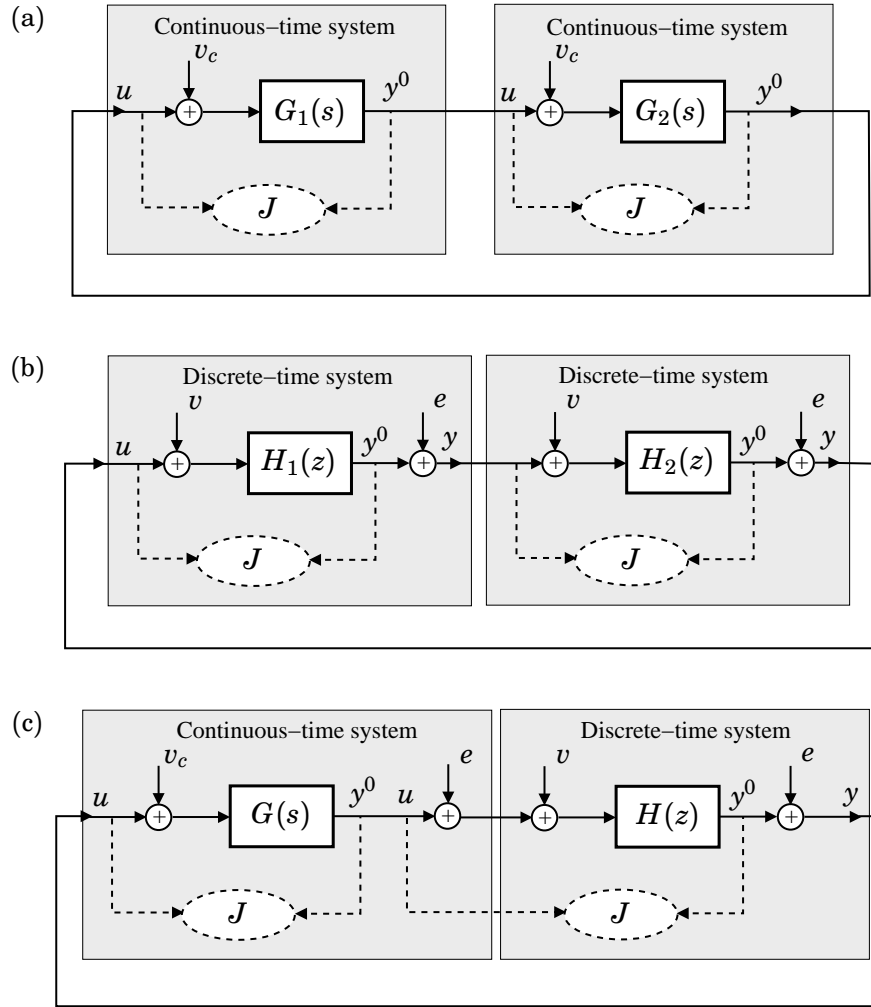 (a)
Continuous–time system
Continuous–time system
v_c
v_c
u
G_1(s)
y^0
u
G_2(s)
y^0
+
+
J
J
(b)
Discrete–time system
Discrete–time system
v
e
v
e
u
H_1(z)
y^0
y
H_2(z)
y^0
y
+
+
+
+
J
J
(c)
Continuous–time system
Discrete–time system
v_c
e
v
e
u
G(s)
y^0
u
H(z)
y^0
y
+
+
+
+
J
J